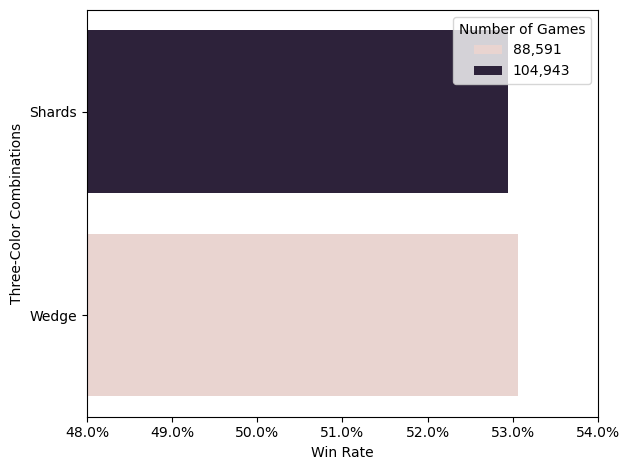 Number of Games
88,591
104,943
Three-Color Combinations
Shards
Wedge
48.0% 49.0% 50.0% 51.0% 52.0% 53.0% 54.0%
Win Rate